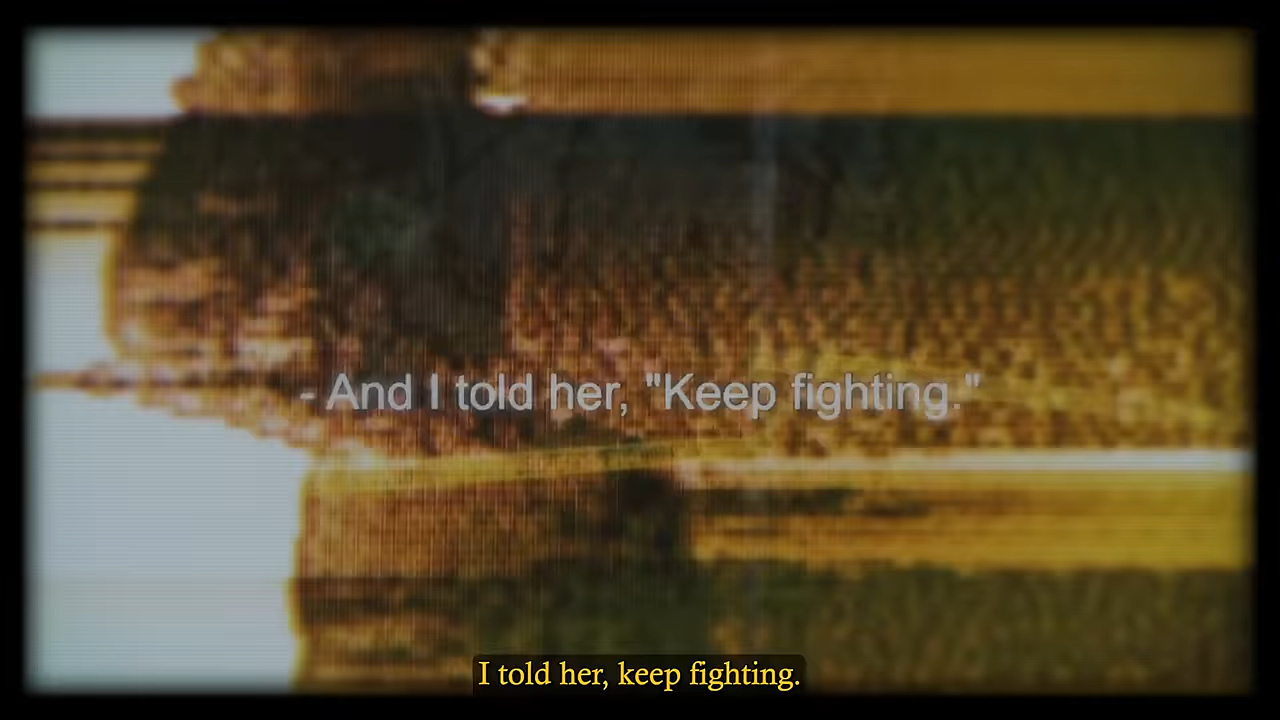 - And I told her, "Keep fighting."
I told her, keep fighting.